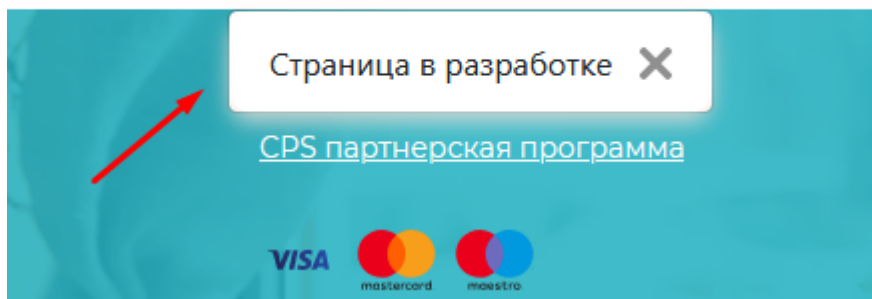 Страница в разработке
CPS партнерская программа
VISA mastercard maestro